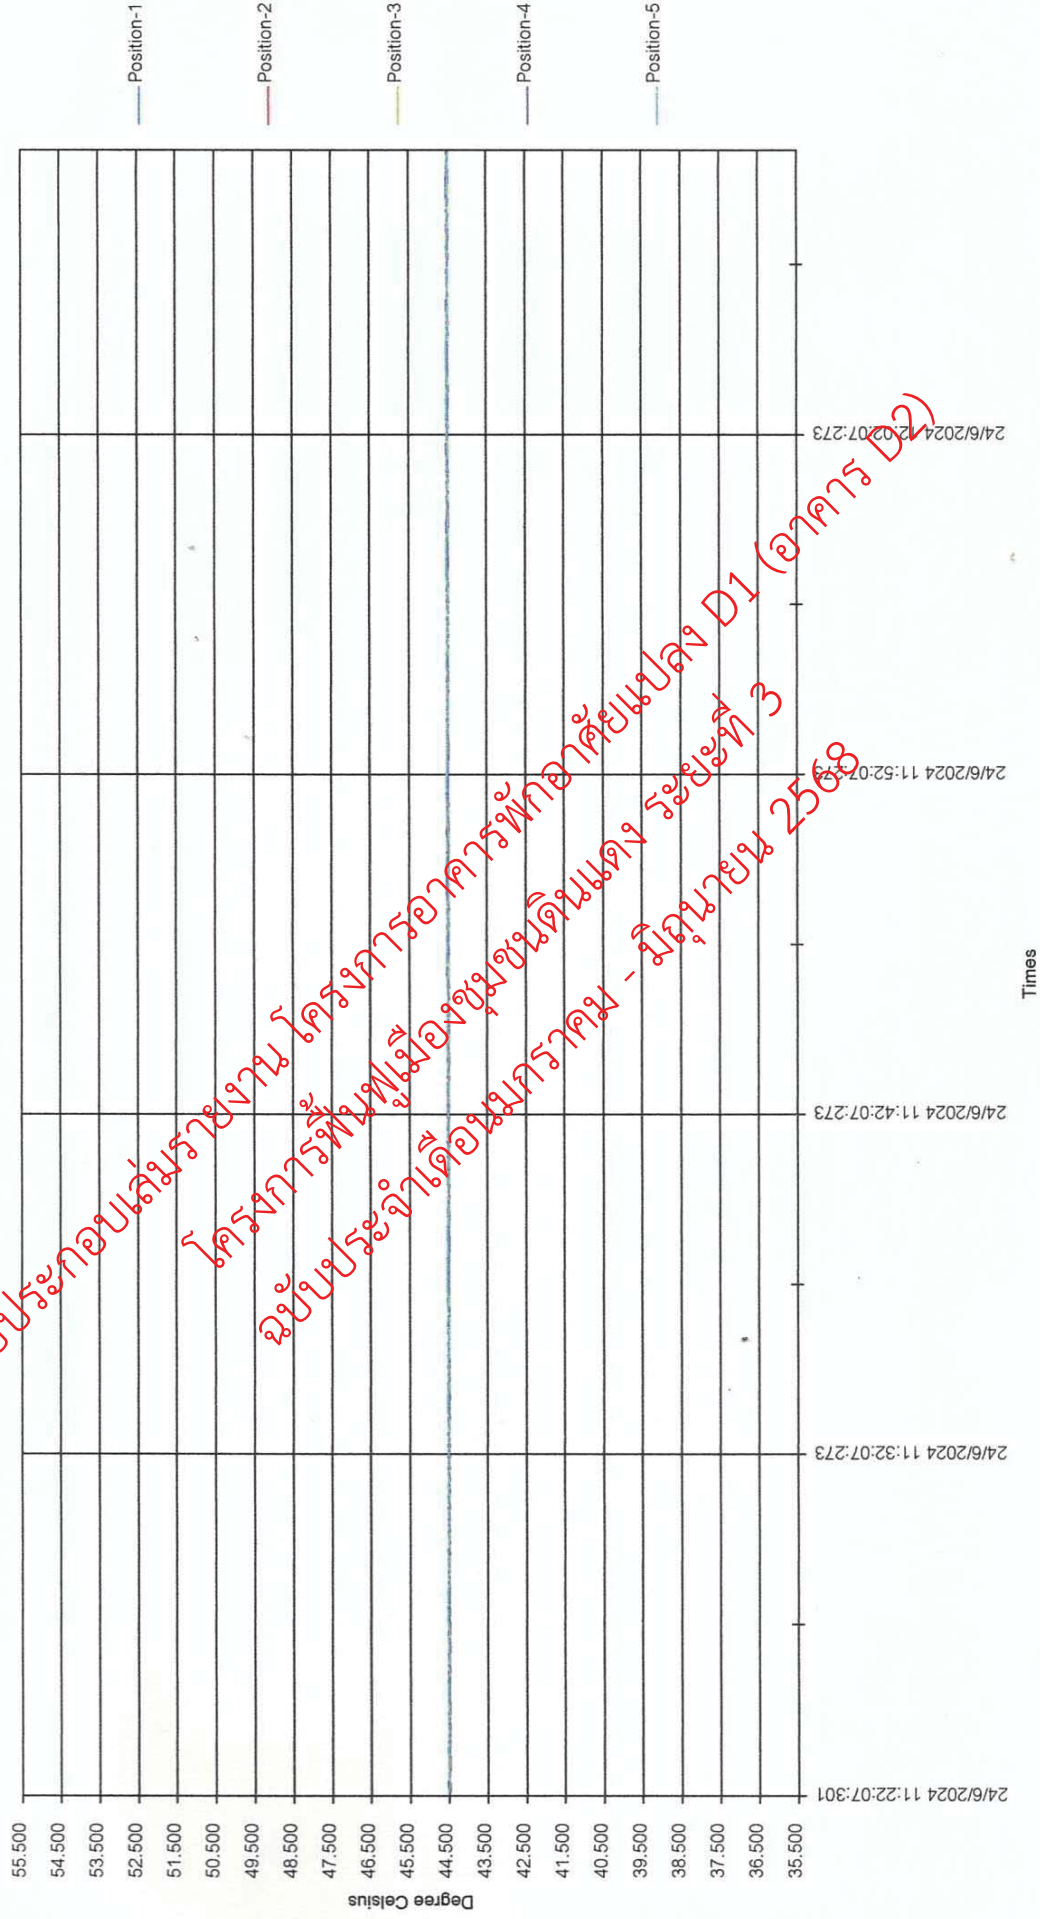 Position-1
Position-2
Position-3
Position-4
Position-5
55.500
54.500
53.500
52.500
51.500
50.500
49.500
48.500
47.500
46.500
44.500
43.500
42.500
41.500
40.500
39.500
38.500
37.500
36.500
35.500
Degree Celsius
24/6/2024 11:22:07:301
24/6/2024 11:32:07:273
24/6/2024 11:42:07:273
24/6/2024 11:52:07:273
24/6/2024 12:02:07:273
Times
ประกอบเล่มรายงาน โครงการอาคารพักอาศัยแปลง D1 (อาคาร D2)
โครงการฟื้นฟูเมืองชุมชนดินแดง ระยะที่ 3
ฉบับประจำเดือนมกราคม - มิถุนายน 2568